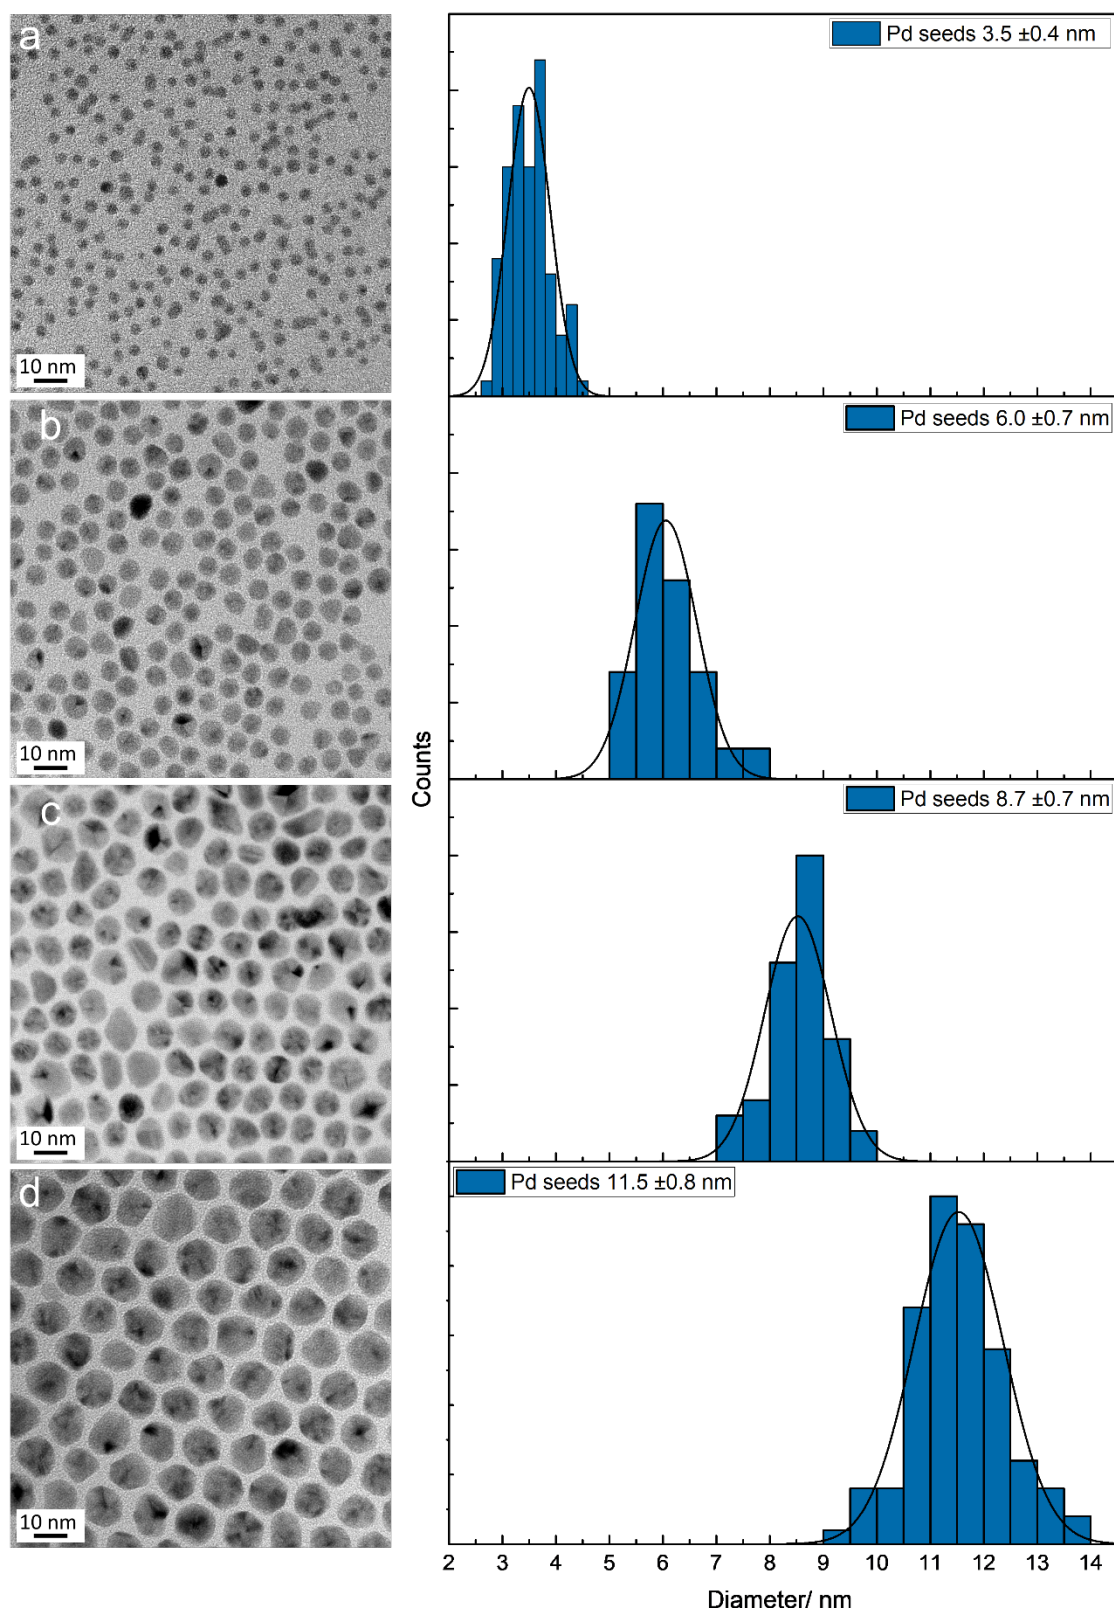 a
10 nm
b
10 nm
c
10 nm
d
10 nm
Pd seeds 3.5 ±0.4 nm
Pd seeds 6.0 ±0.7 nm
Pd seeds 8.7 ±0.7 nm
Pd seeds 11.5 ±0.8 nm
Counts
2 3 4 5 6 7 8 9 10 11 12 13 14
Diameter/ nm